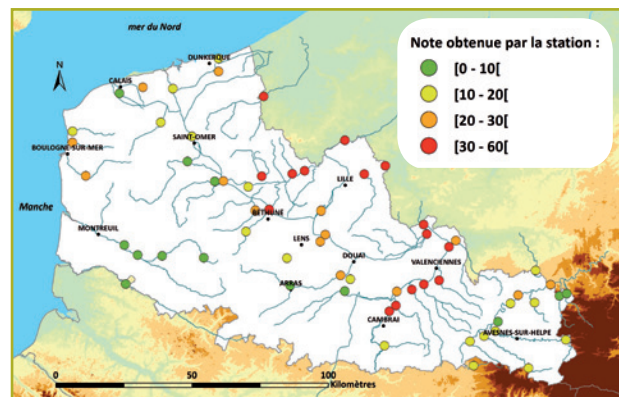 mer du Nord
DUNKERQUE
N
CALAIS
SAINT-OMER
BOULOGNE-SUR-MER
LILLE
Manche
BÉTHUNE
MONTREUIL
LENS
DOUAI
VALENCIENNES
ARRAS
CAMBRAI
AVESNES-SUR-HELPE
0 50 100
Kilomètres
Note obtenue par la station :
[0 - 10[
[10 - 20[
[20 - 30[
[30 - 60[